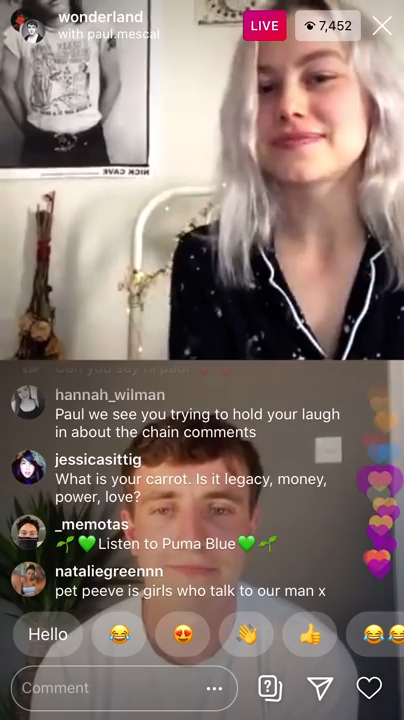 wonderland
with paul.mescal
LIVE
7,452
NICK CAVE
Can you say hi paul
hannah_wilman
Paul we see you trying to hold your laugh
in about the chain comments
jessicasittig
What is your carrot. Is it legacy, money,
power, love?
_memotas
🌱💚Listen to Puma Blue💚🌱
nataliegreennn
pet peeve is girls who talk to our man x
Hello
Comment